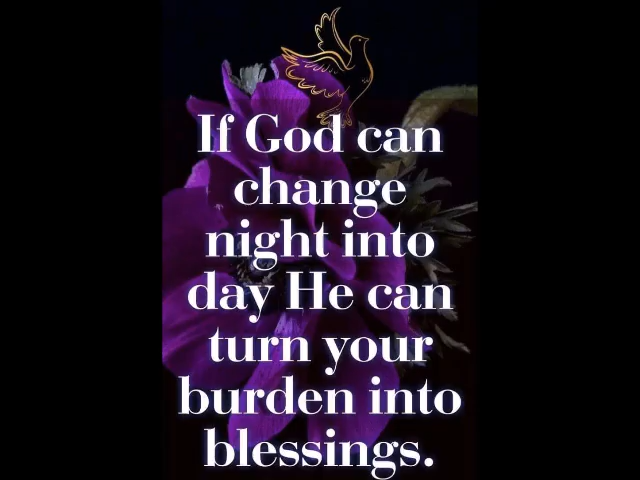 If God can
change
night into
day He can
turn your
burden into
blessings.